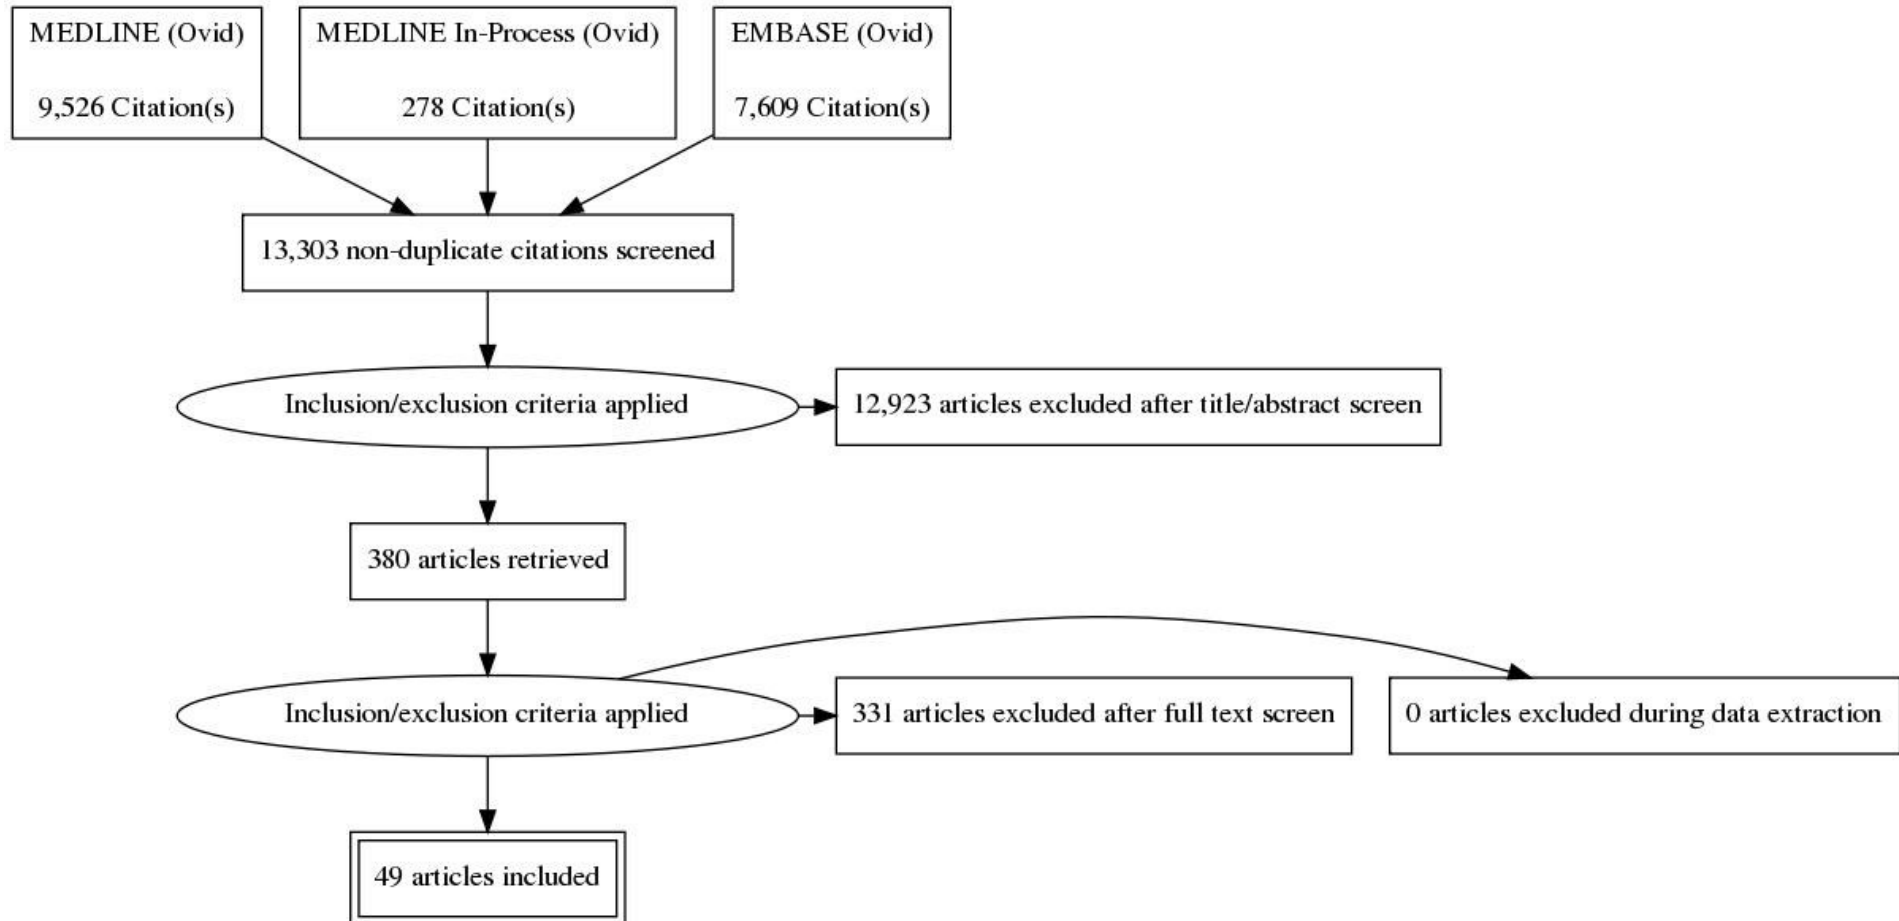 MEDLINE (Ovid)
9,526 Citation(s)
MEDLINE In-Process (Ovid)
278 Citation(s)
EMBASE (Ovid)
7,609 Citation(s)
13,303 non-duplicate citations screened
Inclusion/exclusion criteria applied
12,923 articles excluded after title/abstract screen
380 articles retrieved
Inclusion/exclusion criteria applied
331 articles excluded after full text screen
0 articles excluded during data extraction
49 articles included